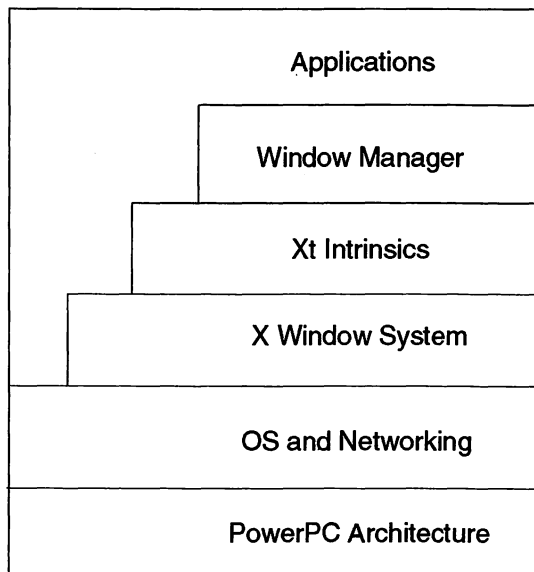 Applications
Window Manager
Xt Intrinsics
X Window System
OS and Networking
PowerPC Architecture